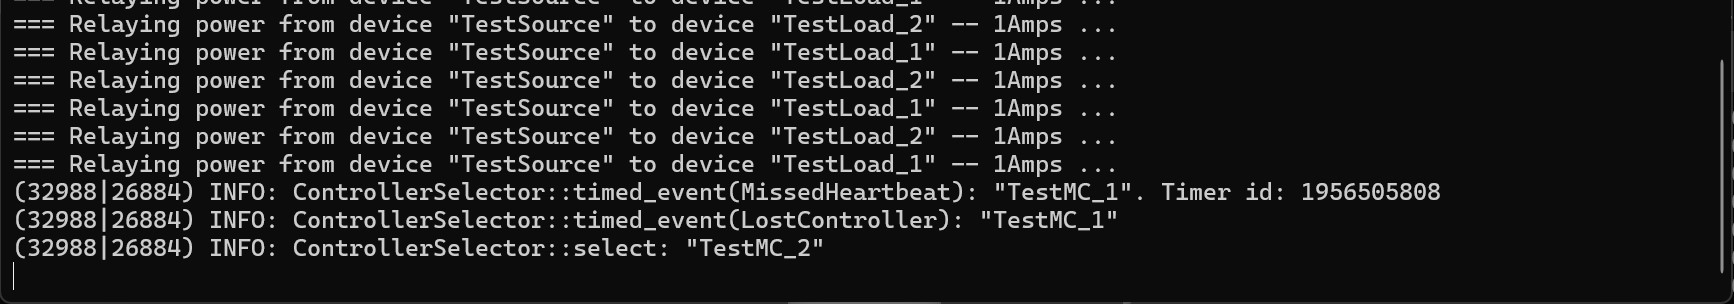 === Relaying power from device "TestSource" to device "TestLoad_1" -- 1Amps ...
=== Relaying power from device "TestSource" to device "TestLoad_2" -- 1Amps ...
=== Relaying power from device "TestSource" to device "TestLoad_1" -- 1Amps ...
=== Relaying power from device "TestSource" to device "TestLoad_2" -- 1Amps ...
=== Relaying power from device "TestSource" to device "TestLoad_1" -- 1Amps ...
=== Relaying power from device "TestSource" to device "TestLoad_2" -- 1Amps ...
=== Relaying power from device "TestSource" to device "TestLoad_1" -- 1Amps ...
(32988|26884) INFO: ControllerSelector::timed_event(MissedHeartbeat): "TestMC_1". Timer id: 1956505808
(32988|26884) INFO: ControllerSelector::timed_event(LostController): "TestMC_1"
(32988|26884) INFO: ControllerSelector::select: "TestMC_2"